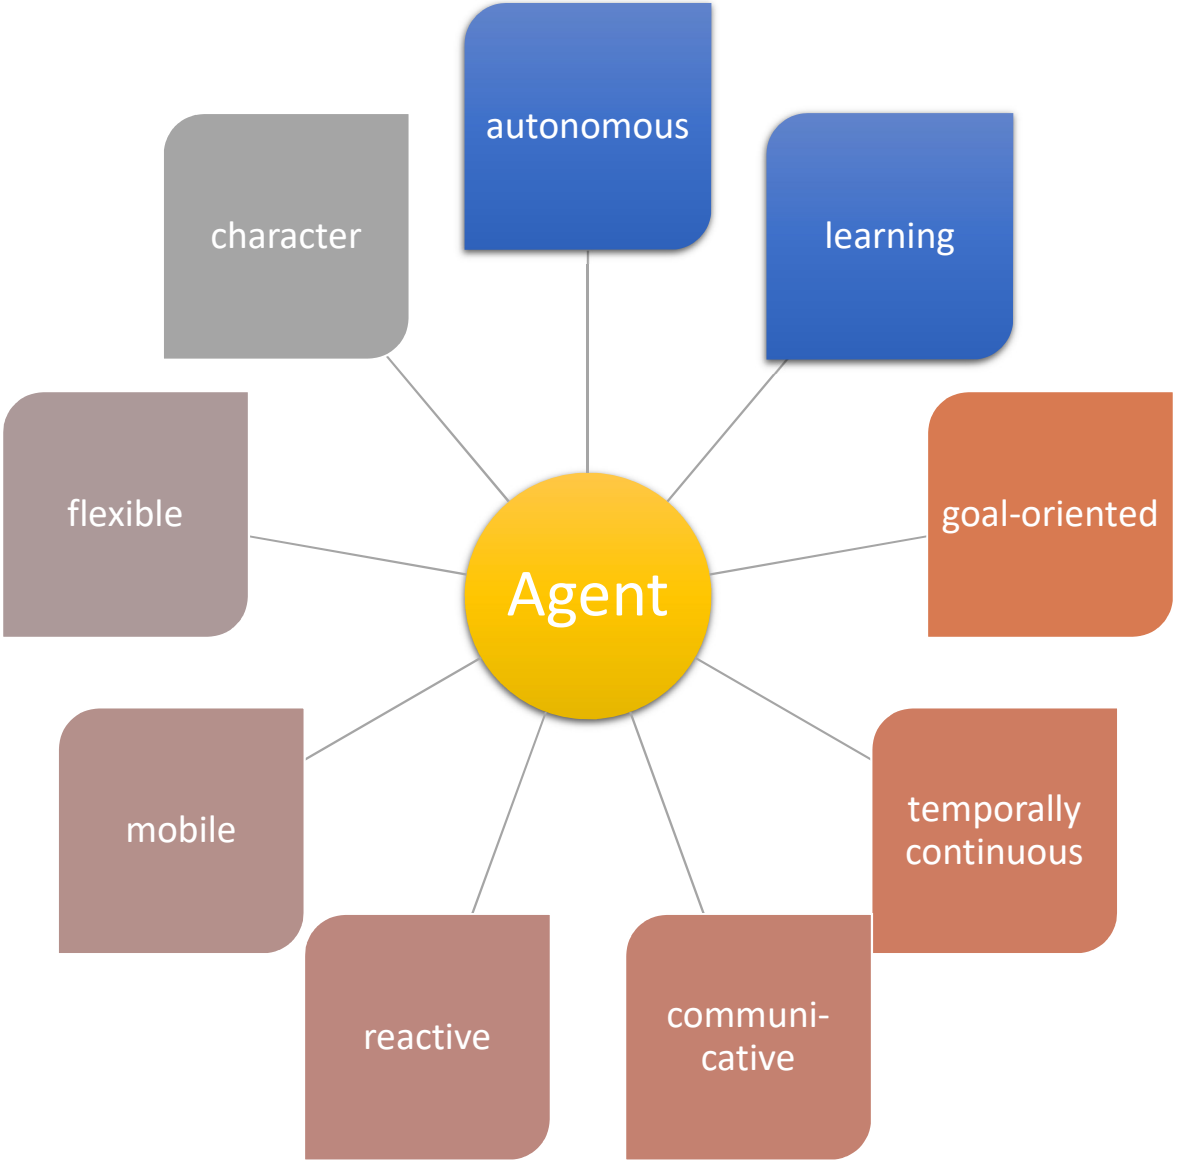 autonomous
learning
goal-oriented
temporally
continuous
communi-
cative
reactive
mobile
flexible
character
Agent